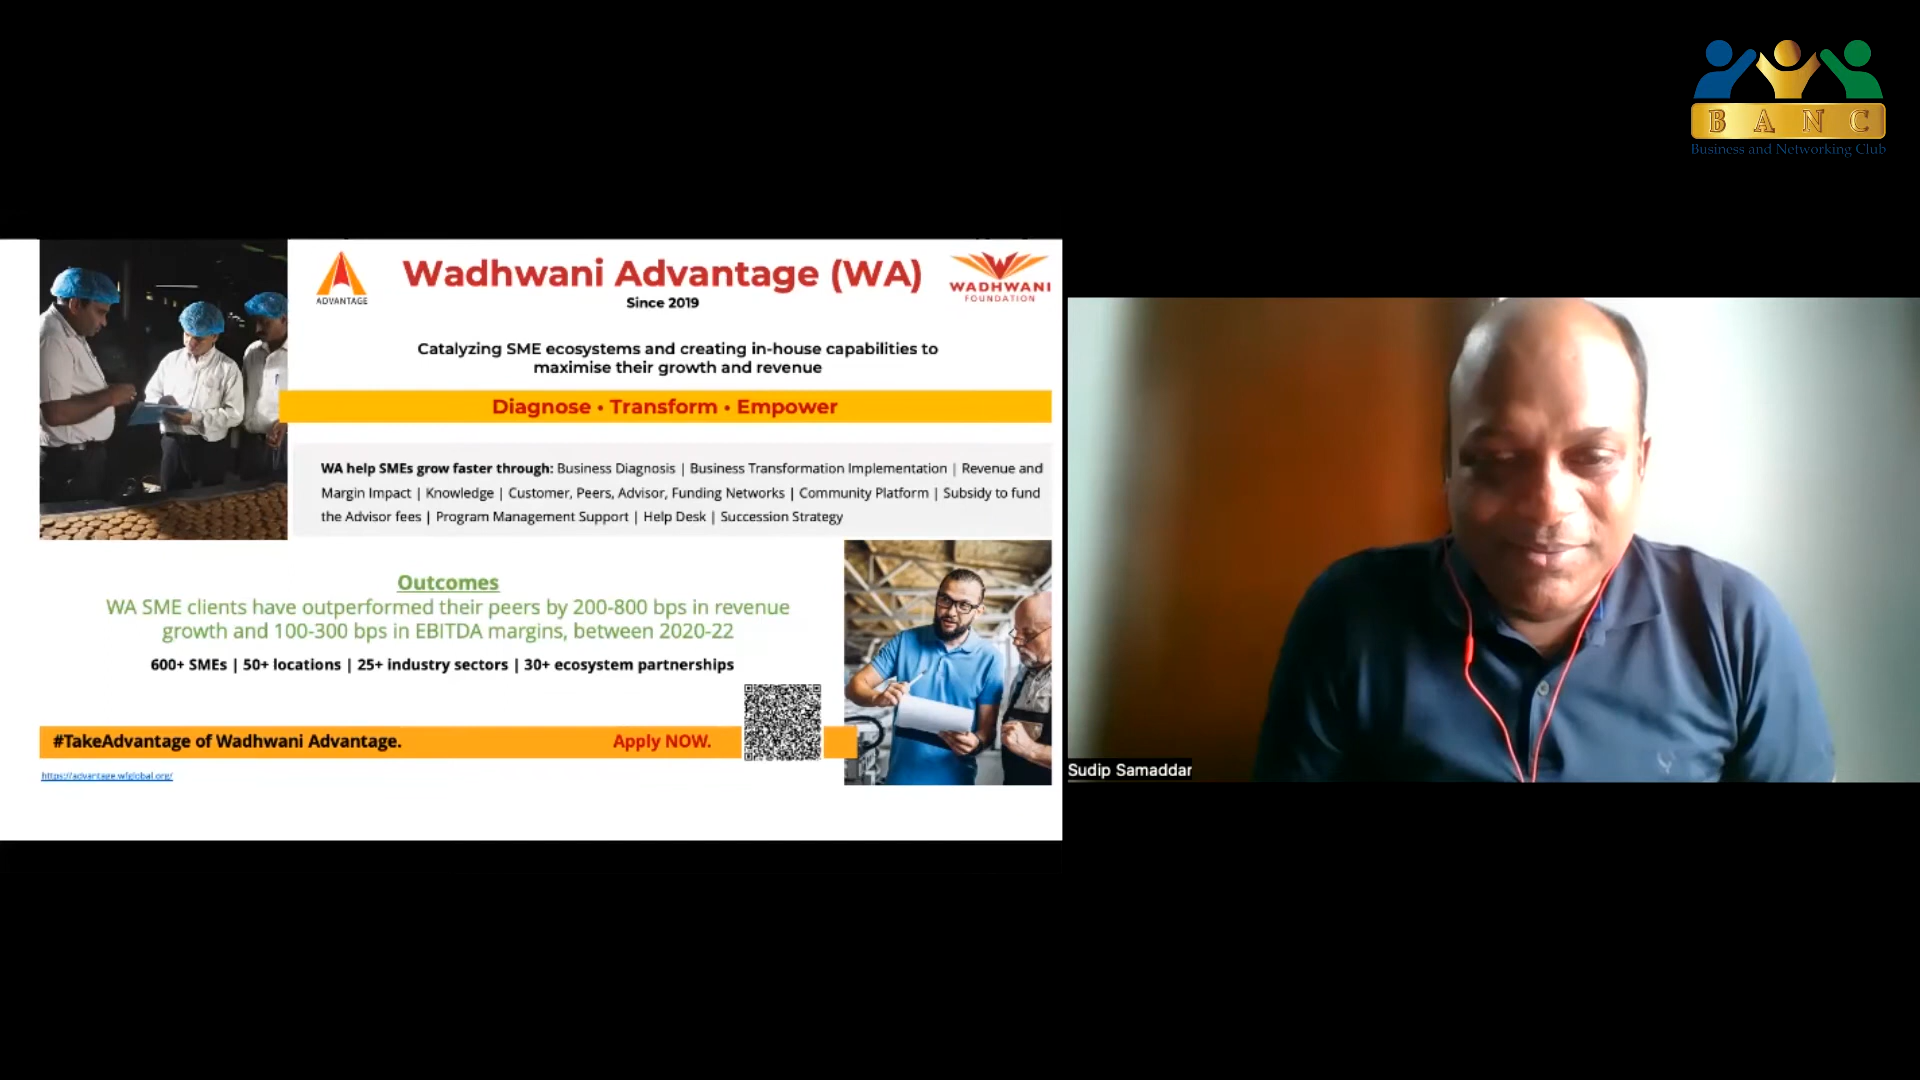 B A N C
Business and Networking Club
ADVANTAGE
Wadhwani Advantage (WA)
Since 2019
WADHWANI
FOUNDATION
Catalyzing SME ecosystems and creating in-house capabilities to
maximise their growth and revenue
Diagnose • Transform • Empower
WA help SMEs grow faster through: Business Diagnosis | Business Transformation Implementation | Revenue and
Margin Impact | Knowledge | Customer, Peers, Advisor, Funding Networks | Community Platform | Subsidy to fund
the Advisor fees | Program Management Support | Help Desk | Succession Strategy
Outcomes
WA SME clients have outperformed their peers by 200-800 bps in revenue
growth and 100-300 bps in EBITDA margins, between 2020-22
600+ SMEs | 50+ locations | 25+ industry sectors | 30+ ecosystem partnerships
#TakeAdvantage of Wadhwani Advantage.
Apply NOW.
https://advantage.wfglobal.org/
Sudip Samaddar